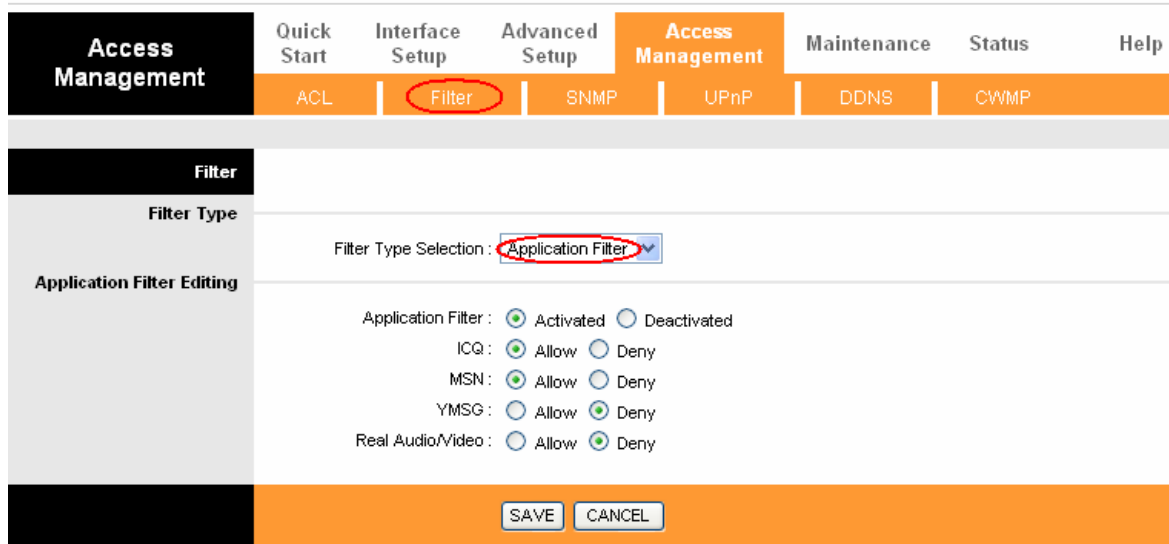 Access Management
Quick Start
Interface Setup
Advanced Setup
Access Management
Maintenance
Status
Help
ACL
Filter
SNMP
UPnP
DDNS
CWMP
Filter
Filter Type
Filter Type Selection : Application Filter
Application Filter Editing
Application Filter : Activated Deactivated
ICQ : Allow Deny
MSN : Allow Deny
YMSG : Allow Deny
Real Audio/Video : Allow Deny
SAVE CANCEL